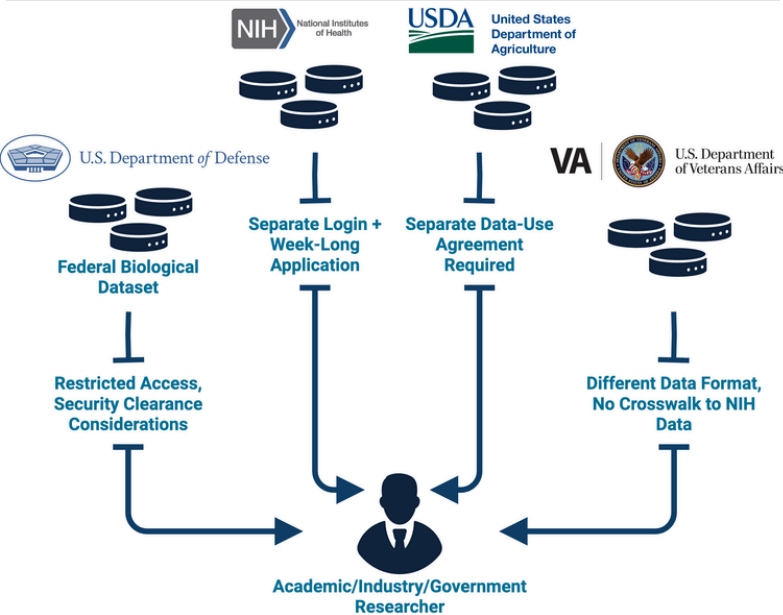 NIH
National Institutes
of Health
USDA
United States
Department of
Agriculture
U.S. Department of Defense
VA
U.S. Department
of Veterans Affairs
Federal Biological
Dataset
Separate Login +
Week-Long
Application
Separate Data-Use
Agreement
Required
Restricted Access,
Security Clearance
Considerations
Different Data Format,
No Crosswalk to NIH
Data
Academic/Industry/Government
Researcher